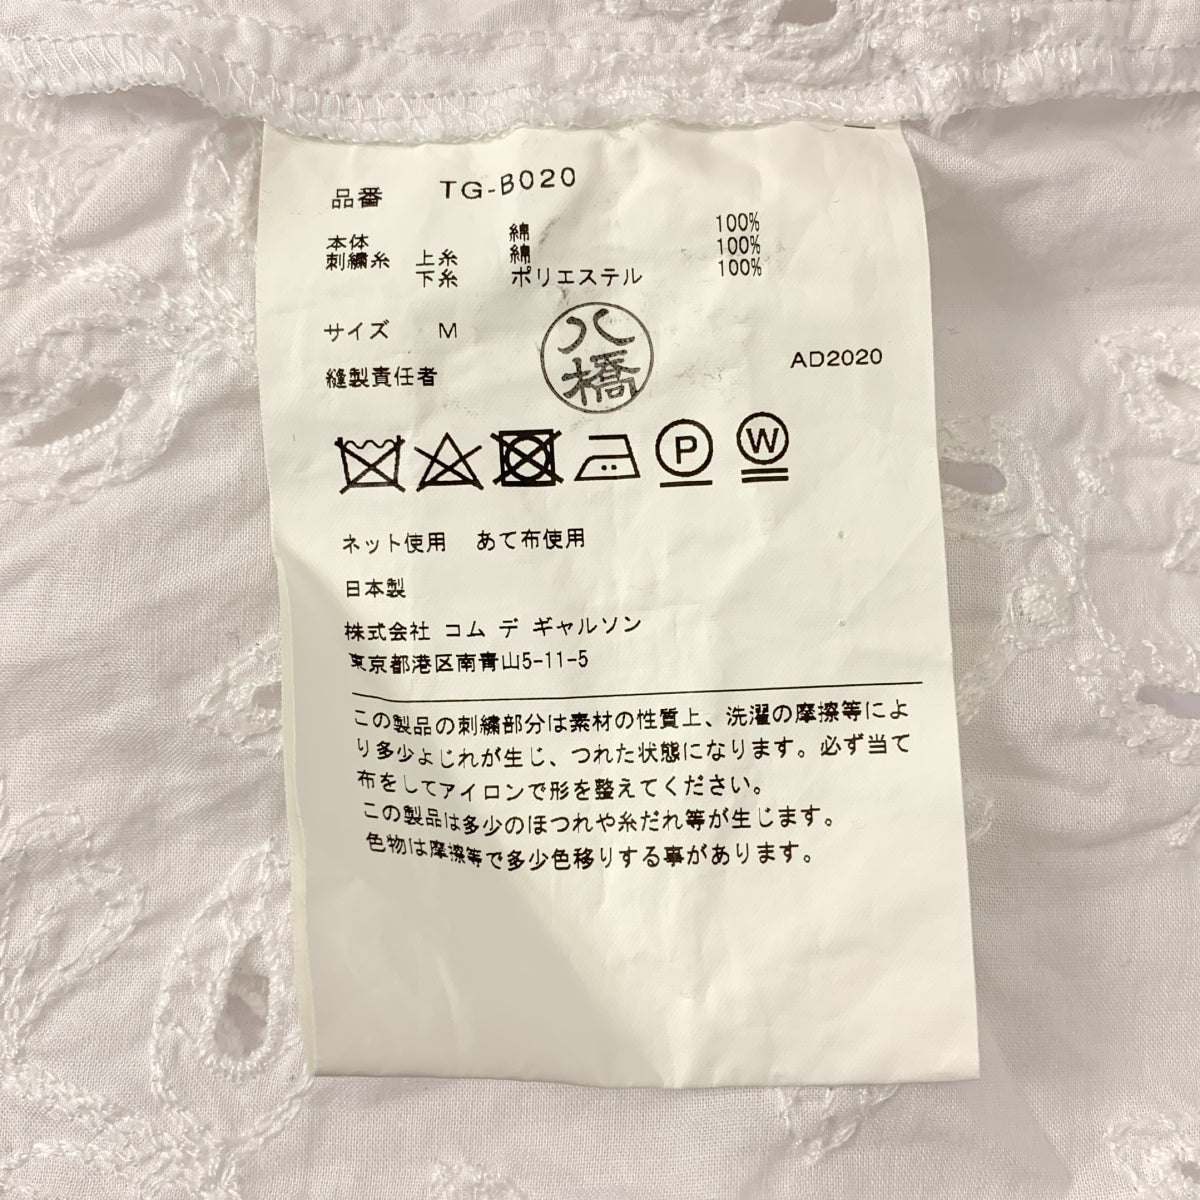 品番 TG-B020
本体 綿 100%
刺繍糸 上糸 綿 100%
下糸 ポリエステル 100%
サイズ M
八橋
縫製責任者
AD2020
P W
ネット使用 あて布使用
日本製
株式会社 コム デ ギャルソン
東京都港区南青山5-11-5
この製品の刺繍部分は素材の性質上、洗濯の摩擦等によ
り多少よじれが生じ、つれた状態になります。必ず当て
布をしてアイロンで形を整えてください。
この製品は多少のほつれや糸だれ等が生じます。
色物は摩擦等で多少色移りする事があります。